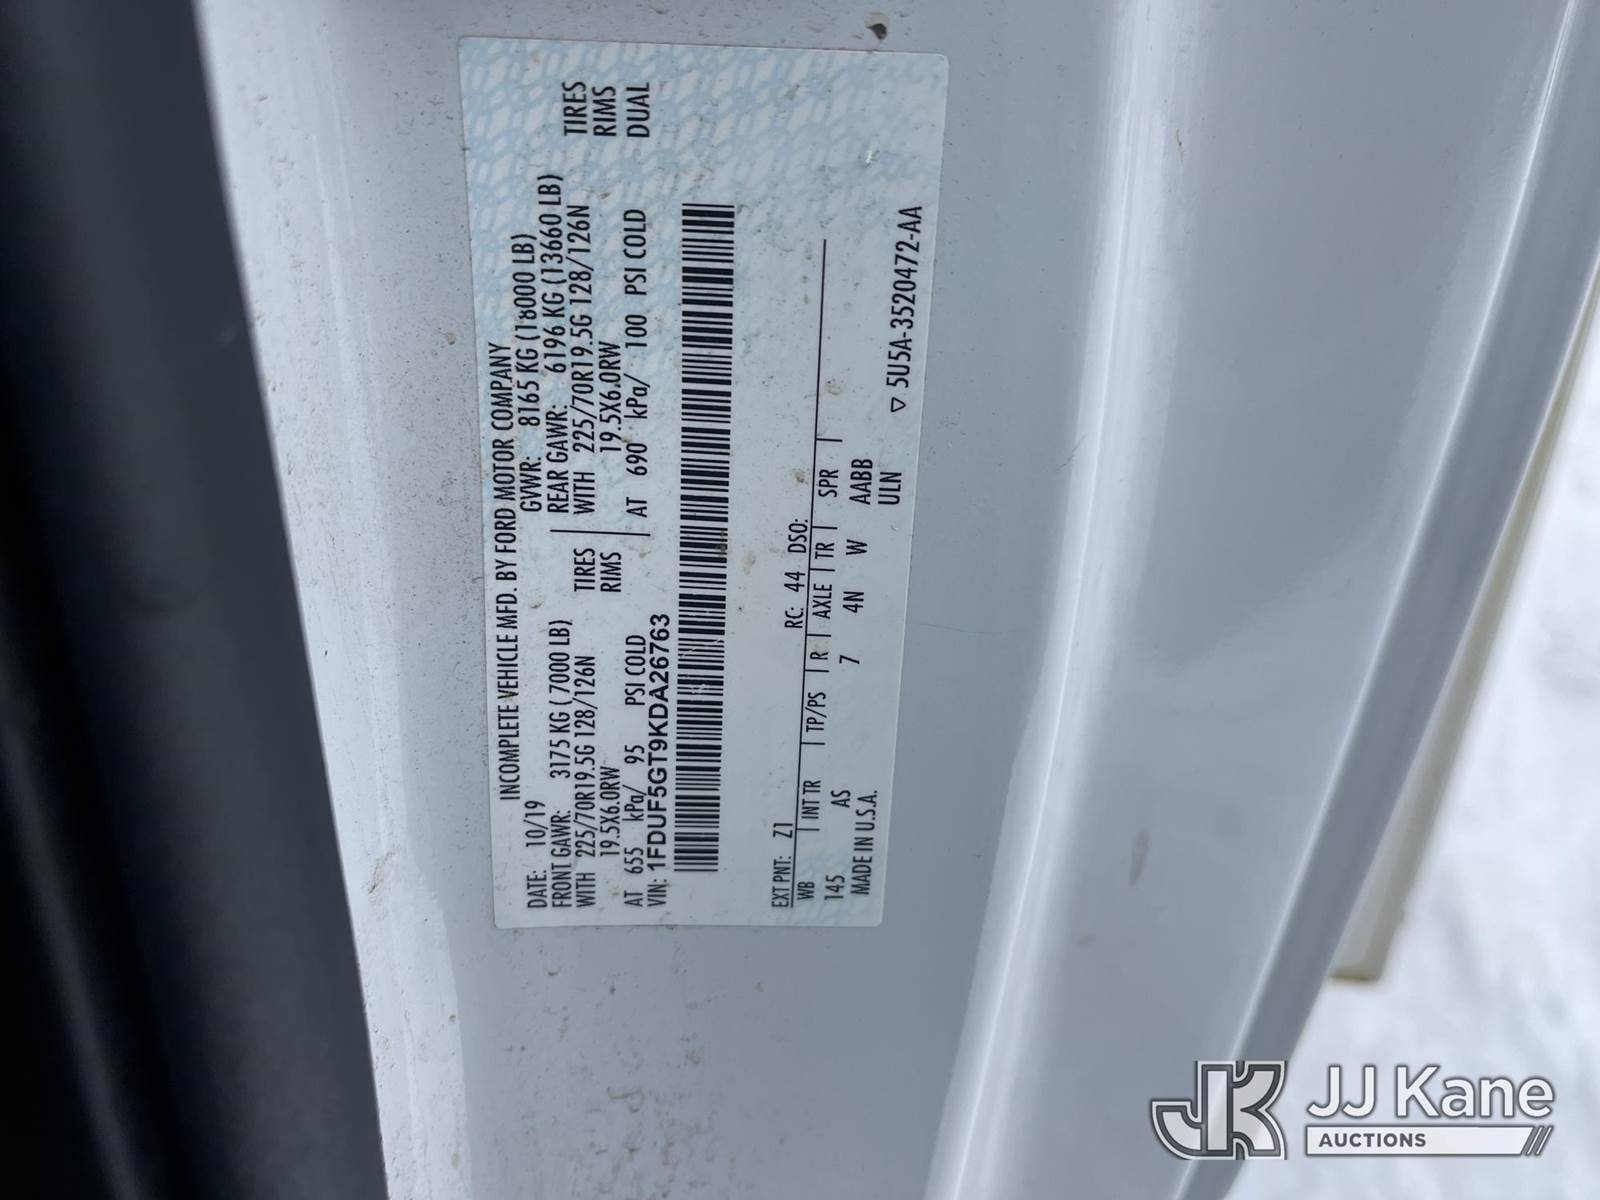 INCOMPLETE VEHICLE MFD. BY FORD MOTOR COMPANY
DATE: 10/19 GVWR: 8165 KG (18000 LB)
FRONT GAWR: 3175 KG (7000 LB) REAR GAWR: 6196 KG (13660 LB)
WITH 225/70R19.5G 128/126N TIRES WITH 225/70R19.5G 128/126N TIRES
19.5X6.0RW RIMS 19.5X6.0RW RIMS
AT 655 kPa/ 95 PSI COLD AT 690 kPa/ 100 PSI COLD DUAL
VIN: 1FDUF5GT9KDA26763
EXT PNT: Z1 RC: 44 DSO:
WB INT TR TP/PS R AXLE TR SPR
145 AS 7 4N W AABB
MADE IN U.S.A. ULN
5U5A-3520472-AA
JK JJ Kane
AUCTIONS